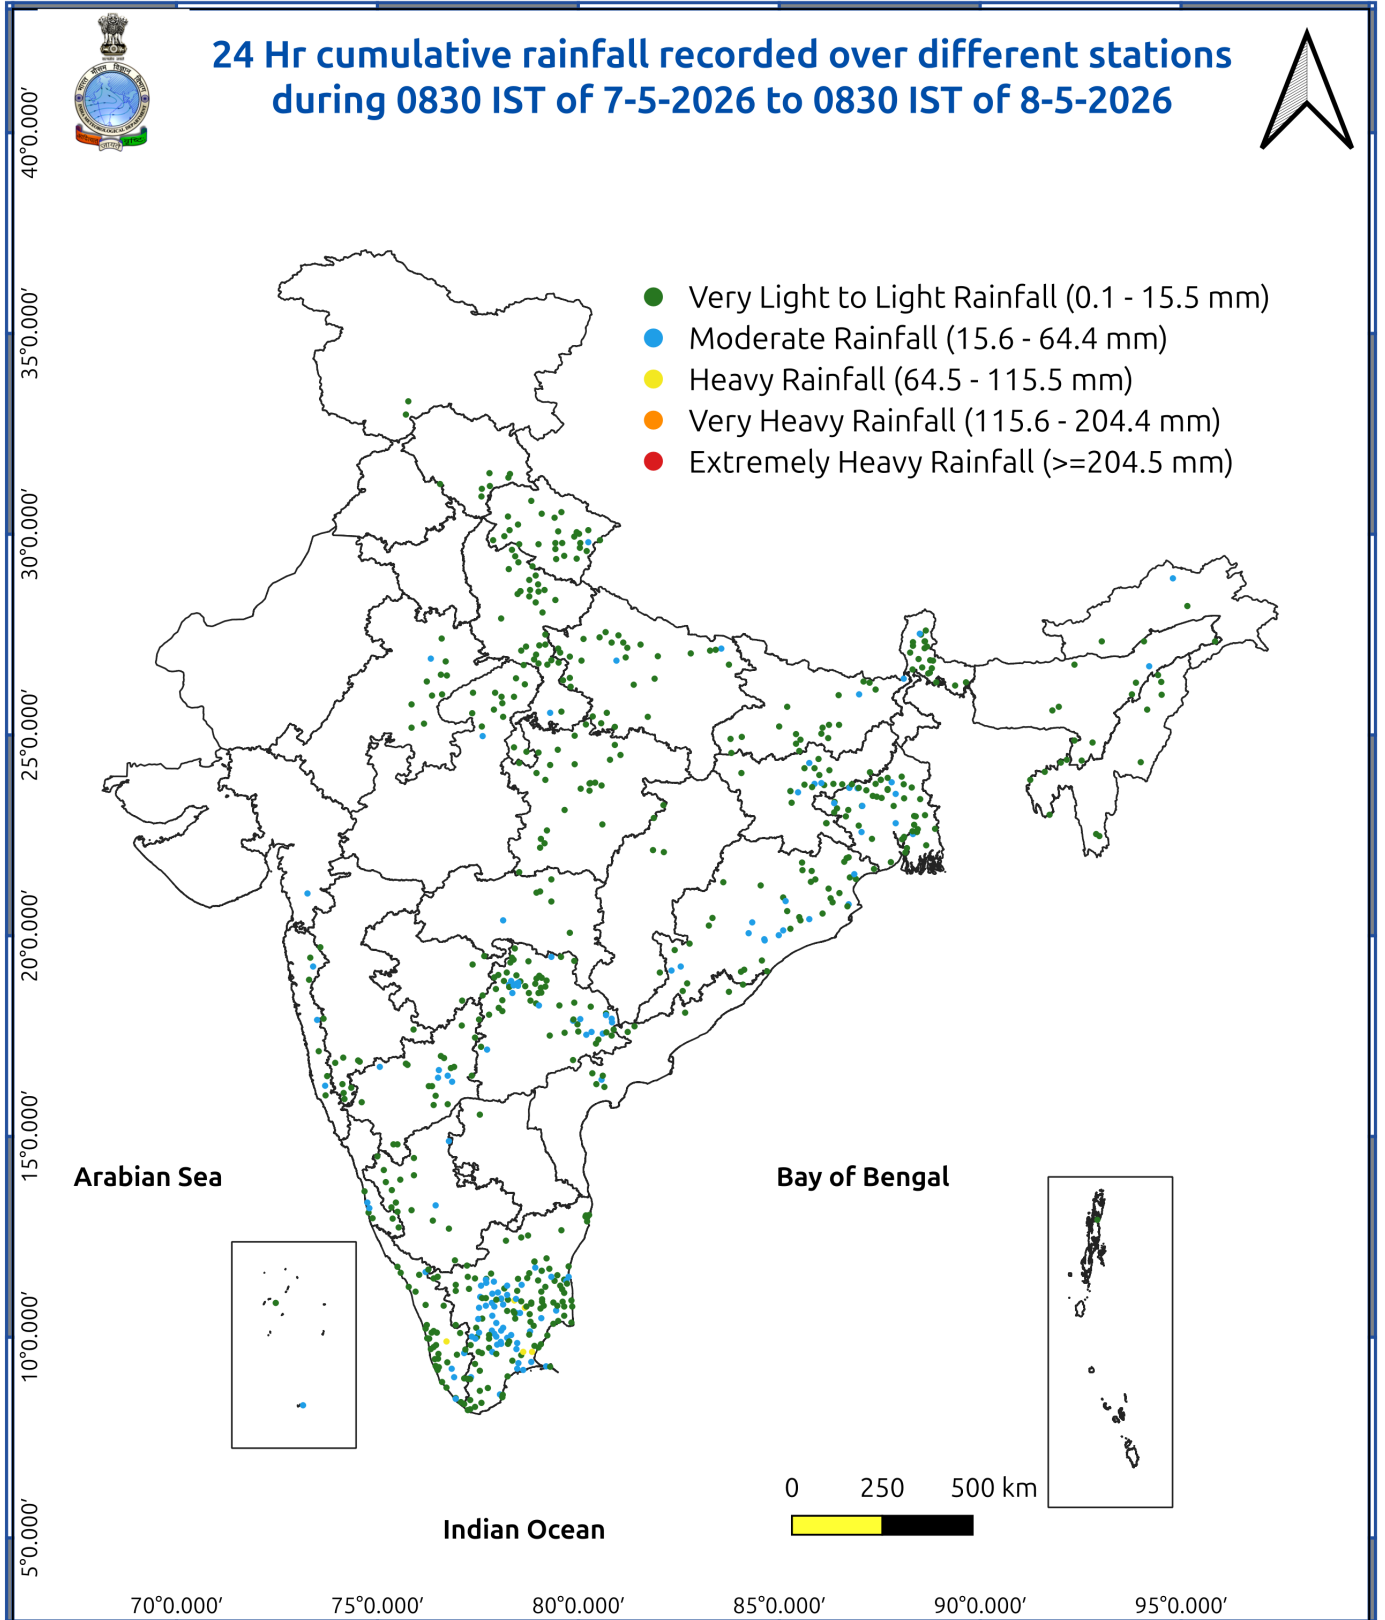 24 Hr cumulative rainfall recorded over different stations
during 0830 IST of 7-5-2026 to 0830 IST of 8-5-2026
Very Light to Light Rainfall (0.1 - 15.5 mm)
Moderate Rainfall (15.6 - 64.4 mm)
Heavy Rainfall (64.5 - 115.5 mm)
Very Heavy Rainfall (115.6 - 204.4 mm)
Extremely Heavy Rainfall (>=204.5 mm)
40°0.000′
35°0.000′
30°0.000′
25°0.000′
20°0.000′
15°0.000′
10°0.000′
5°0.000′
Arabian Sea
Bay of Bengal
Indian Ocean
0 250 500 km
70°0.000′ 75°0.000′ 80°0.000′ 85°0.000′ 90°0.000′ 95°0.000′